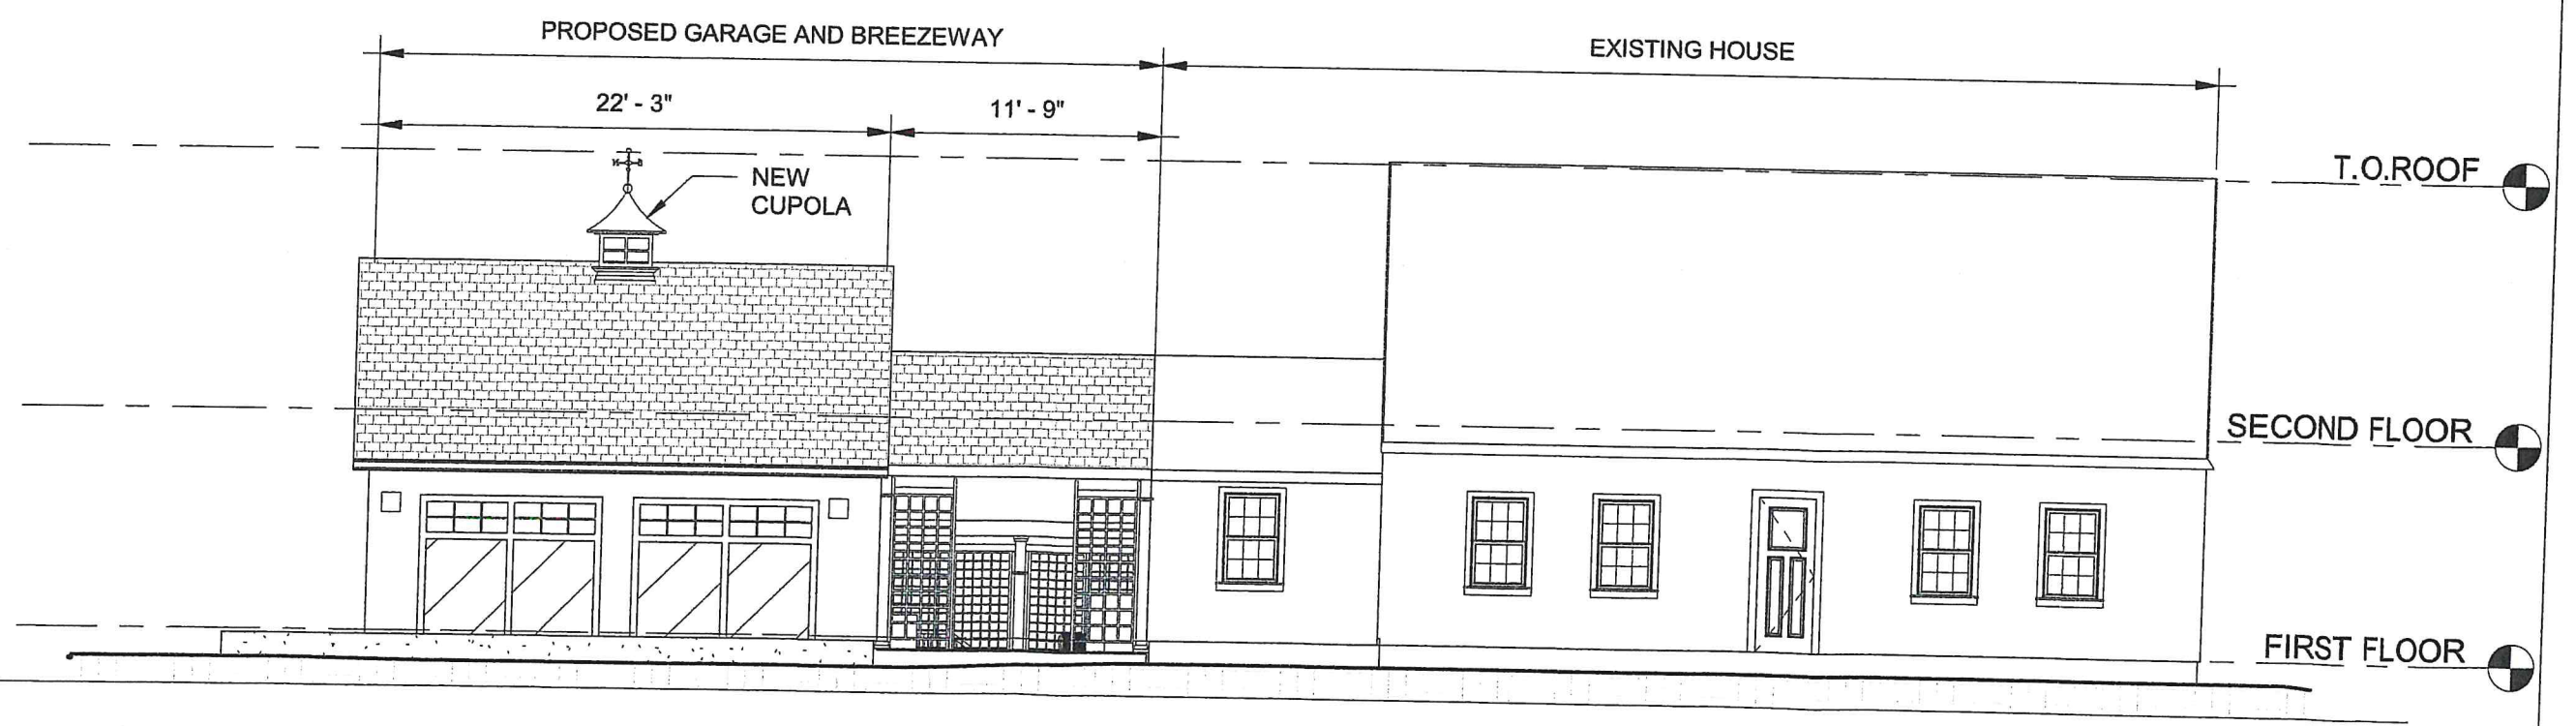 PROPOSED GARAGE AND BREEZEWAY
EXISTING HOUSE
22' - 3"
11' - 9"
NEW
CUPOLA
T.O.ROOF
SECOND FLOOR
FIRST FLOOR